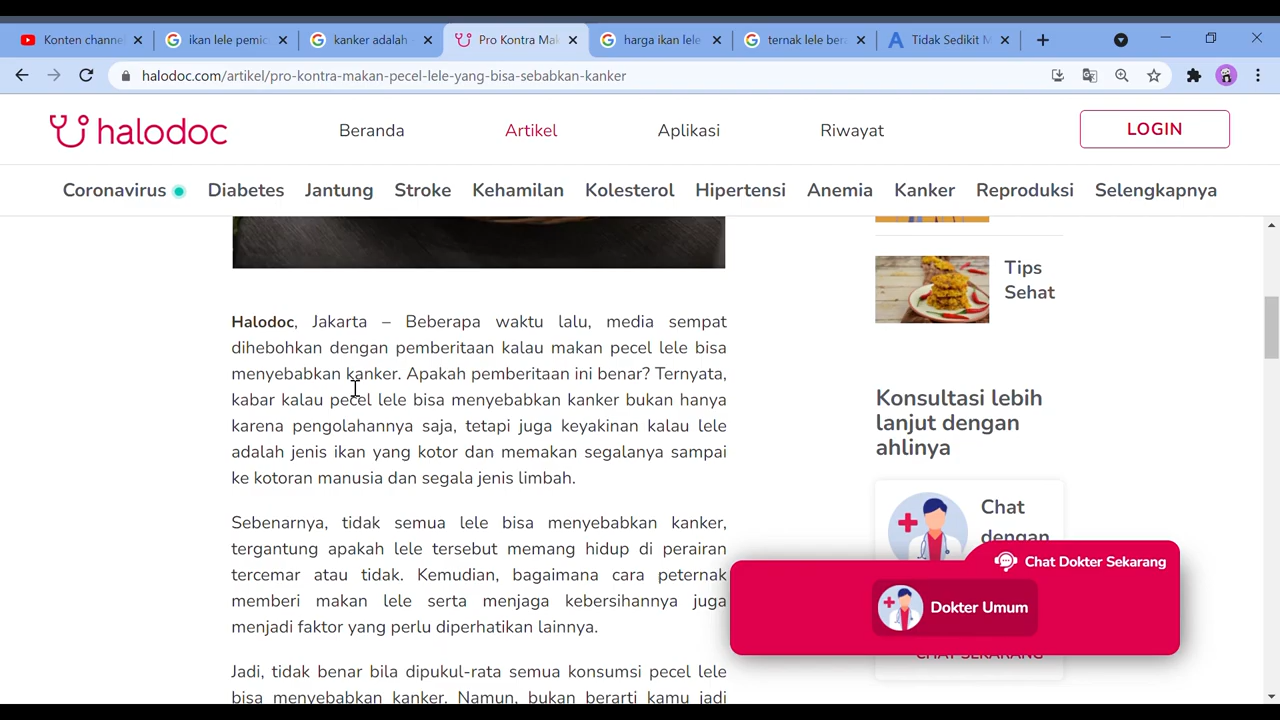 Konten channe
ikan lele pemic
kanker adalah
Pro Kontra Mak
harga ikan lele
ternak lele ber
Tidak Sedikit M
halodoc.com/artikel/pro-kontra-makan-pecel-lele-yang-bisa-sebabkan-kanker
halodoc
Beranda
Artikel
Aplikasi
Riwayat
LOGIN
Coronavirus
Diabetes
Jantung
Stroke
Kehamilan
Kolesterol
Hipertensi
Anemia
Kanker
Reproduksi
Selengkapnya
Halodoc, Jakarta – Beberapa waktu lalu, media sempat
dihebohkan dengan pemberitaan kalau makan pecel lele bisa
menyebabkan kanker. Apakah pemberitaan ini benar? Ternyata,
kabar kalau pecel lele bisa menyebabkan kanker bukan hanya
karena pengolahannya saja, tetapi juga keyakinan kalau lele
adalah jenis ikan yang kotor dan memakan segalanya sampai
ke kotoran manusia dan segala jenis limbah.
Sebenarnya, tidak semua lele bisa menyebabkan kanker,
tergantung apakah lele tersebut memang hidup di perairan
tercemar atau tidak. Kemudian, bagaimana cara peternak
memberi makan lele serta menjaga kebersihannya juga
menjadi faktor yang perlu diperhatikan lainnya.
Jadi, tidak benar bila dipukul-rata semua konsumsi pecel lele
bisa menyebabkan kanker. Namun, bukan berarti kamu jadi
Tips
Sehat
Konsultasi lebih
lanjut dengan
ahlinya
Chat
dengan
Chat Dokter Sekarang
Dokter Umum
CHAT SEKARANG